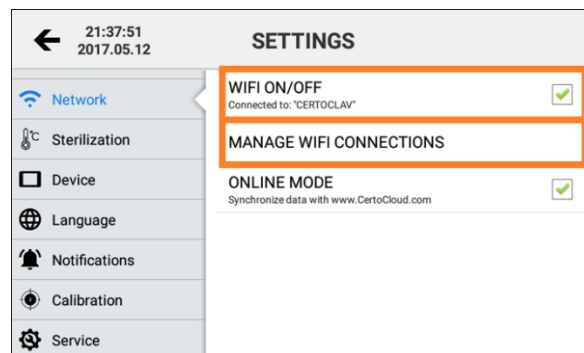 21:37:51
2017.05.12
SETTINGS
Network
°C Sterilization
Device
Language
Notifications
Calibration
Service
WIFI ON/OFF
Connected to: "CERTOCLAV"
MANAGE WIFI CONNECTIONS
ONLINE MODE
Synchronize data with www.CertoCloud.com